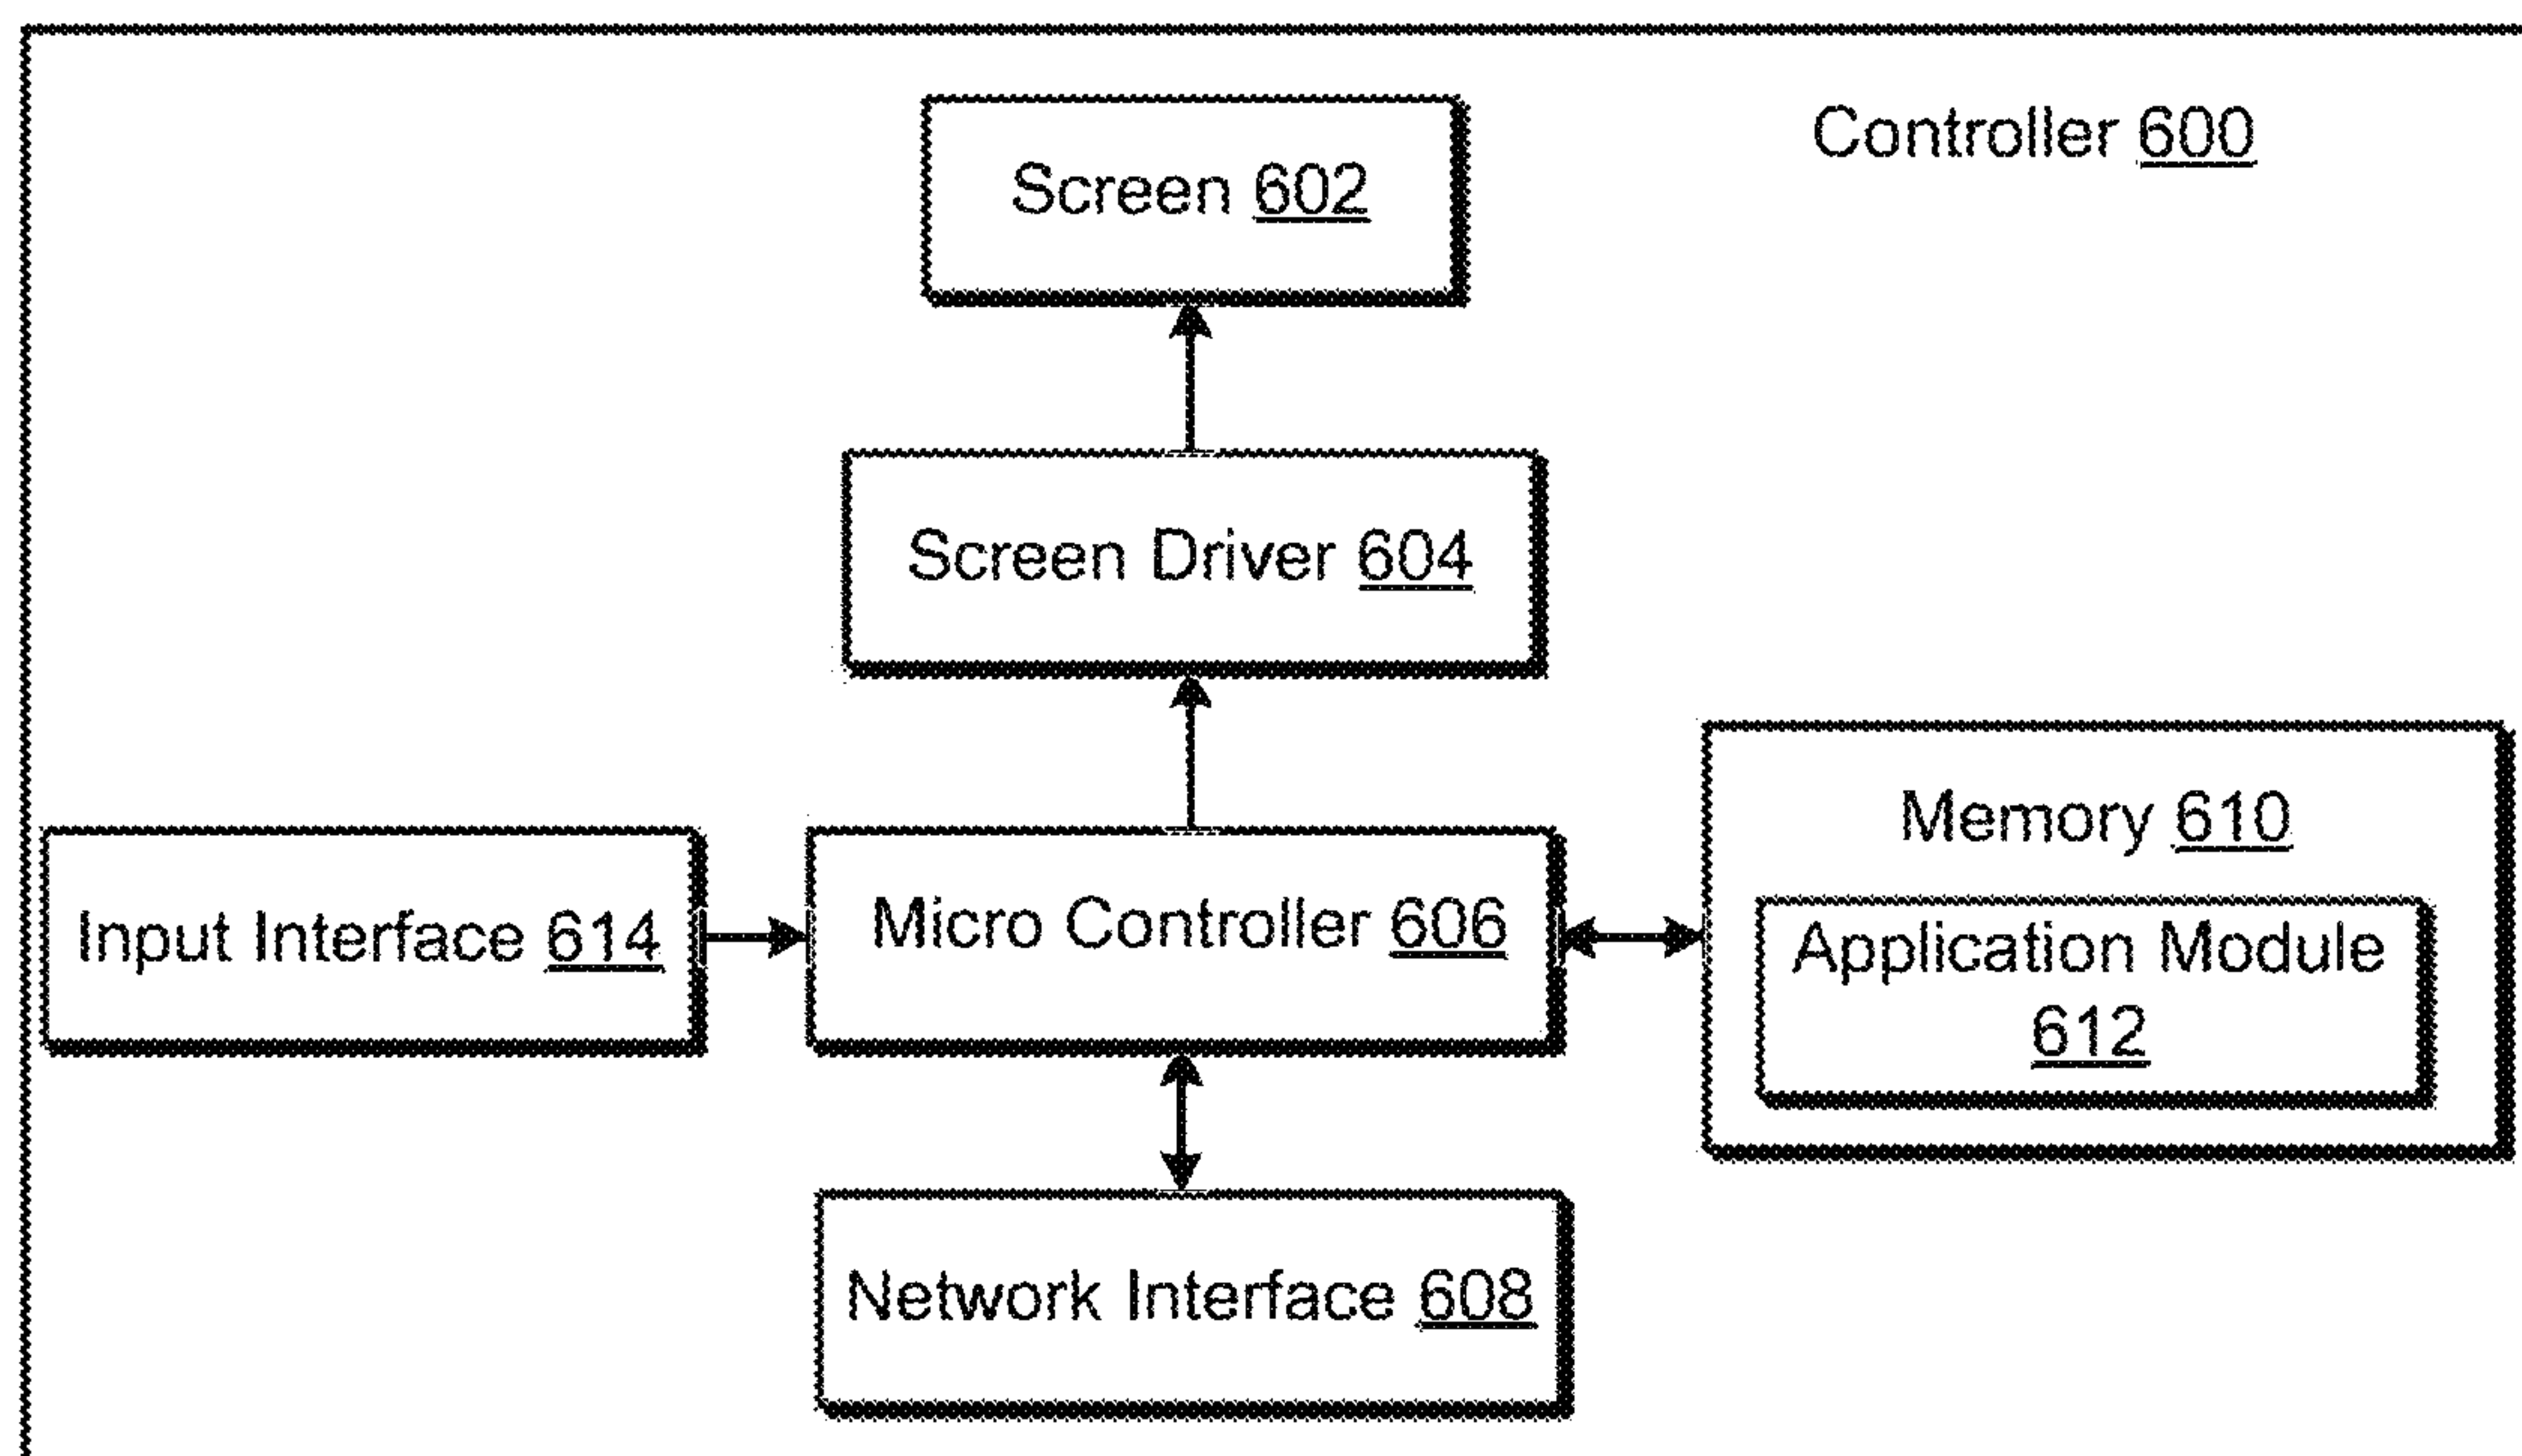 Controller 600
Screen 602
Screen Driver 604
Memory 610
Input Interface 614
Micro Controller 606
Application Module
612
Network Interface 608